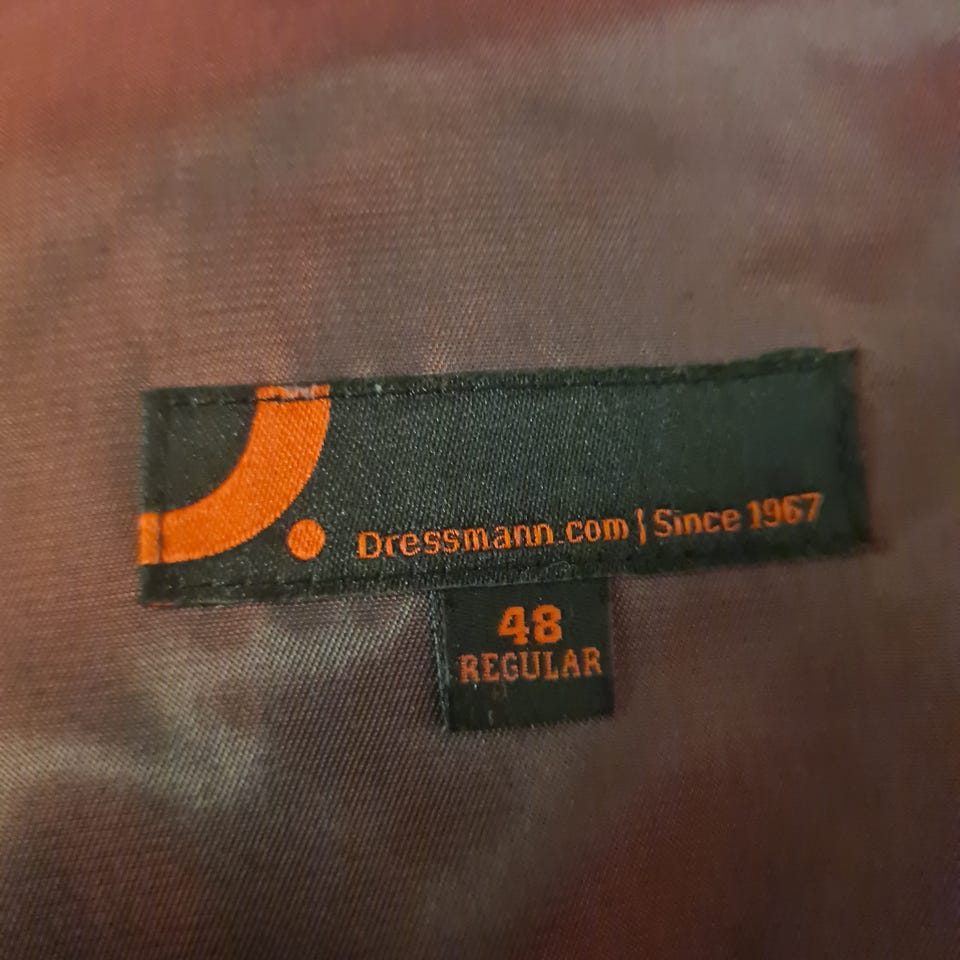 Dressmann.com | Since 1967
48
REGULAR